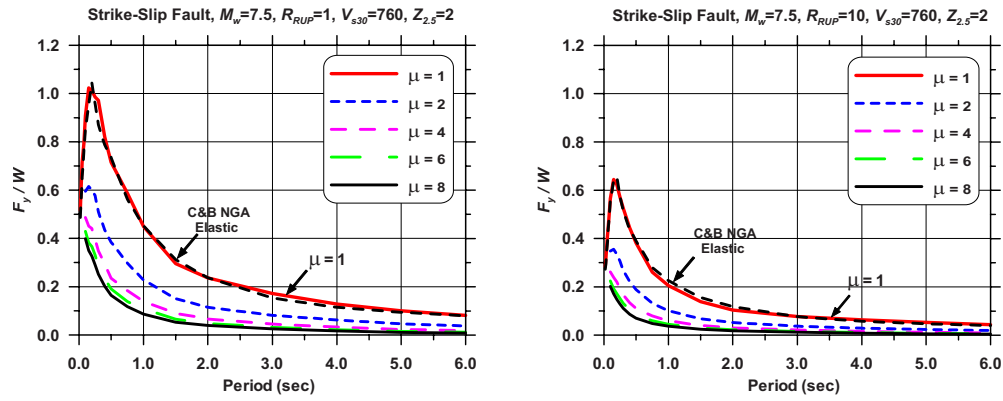 Strike-Slip Fault, Mw=7.5, RRUP=1, Vs30=760, Z2.5=2
1.2
1.0
0.8
0.6
0.4
0.2
0.0
Fy / W
μ = 1
μ = 2
μ = 4
μ = 6
μ = 8
C&B NGA
Elastic
μ = 1
0.0 1.0 2.0 3.0 4.0 5.0 6.0
Period (sec)
Strike-Slip Fault, Mw=7.5, RRUP=10, Vs30=760, Z2.5=2
1.2
1.0
0.8
0.6
0.4
0.2
0.0
Fy / W
μ = 1
μ = 2
μ = 4
μ = 6
μ = 8
C&B NGA
Elastic
μ = 1
0.0 1.0 2.0 3.0 4.0 5.0 6.0
Period (sec)